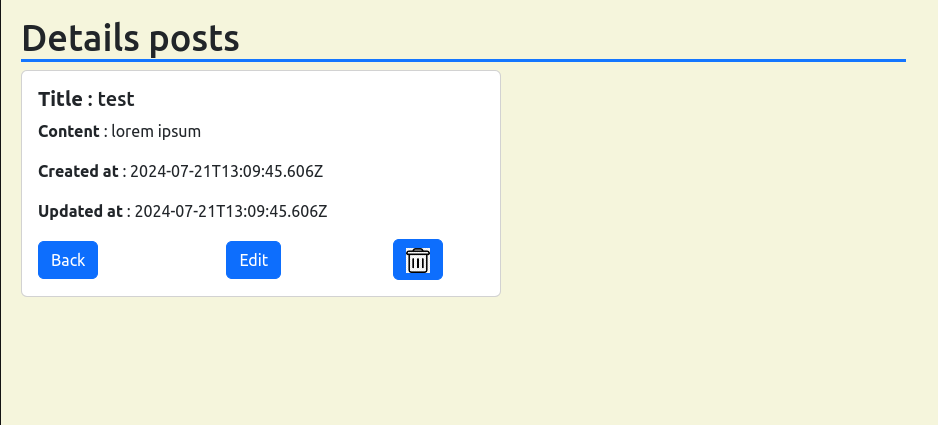 Details posts
Title : test
Content : lorem ipsum
Created at : 2024-07-21T13:09:45.606Z
Updated at : 2024-07-21T13:09:45.606Z
Back Edit